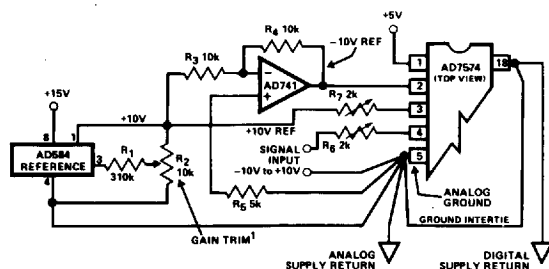 R4 10k
-10V REF
+5V
R3 10k
AD7574
(TOP VIEW)
18
1
-
AD741
+
2
+15V
R7 2k
3
+10V
+10V REF
8
1
SIGNAL
INPUT
R6 2k
4
AD584
REFERENCE
3
R1
310k
R2
10k
-10V to +10V
5
4
R5 5k
ANALOG
GROUND
GROUND INTERTIE
GAIN TRIM1
ANALOG
SUPPLY RETURN
DIGITAL
SUPPLY RETURN